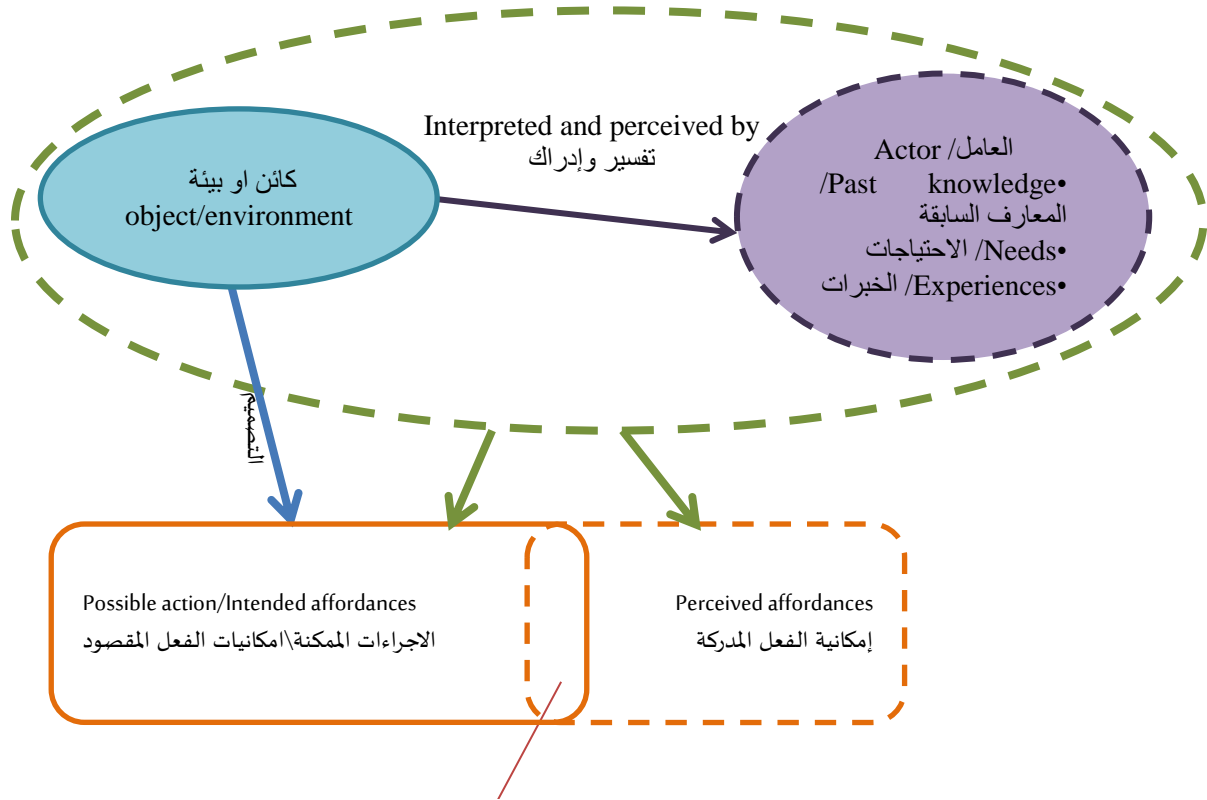 Interpreted and perceived by
تفسير وإدراك
كائن او بيئة
object/environment
العامل/ Actor
•Past knowledge/
المعارف السابقة
•Needs/ الاحتياجات
•Experiences/ الخبرات
التصميم
Possible action/Intended affordances
الاجراءات الممكنة\امكانيات الفعل المقصود
Perceived affordances
إمكانية الفعل المدركة